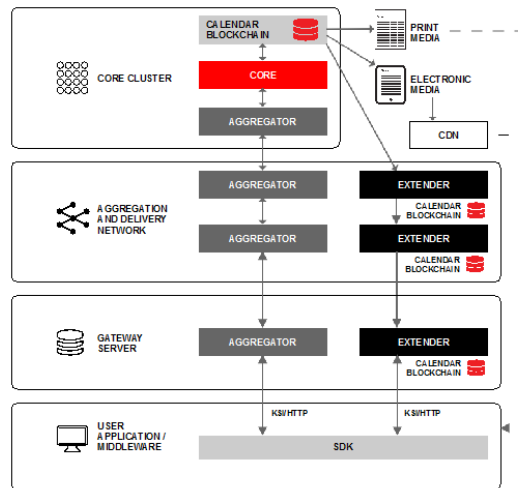 CALENDAR
BLOCKCHAIN
PRINT
MEDIA
CORE CLUSTER
CORE
ELECTRONIC
MEDIA
AGGREGATOR
CDN
AGGREGATION
AND DELIVERY
NETWORK
AGGREGATOR
EXTENDER
CALENDAR
BLOCKCHAIN
AGGREGATOR
EXTENDER
CALENDAR
BLOCKCHAIN
GATEWAY
SERVER
AGGREGATOR
EXTENDER
CALENDAR
BLOCKCHAIN
KSI/HTTP
KSI/HTTP
USER
APPLICATION /
MIDDLEWARE
SDK